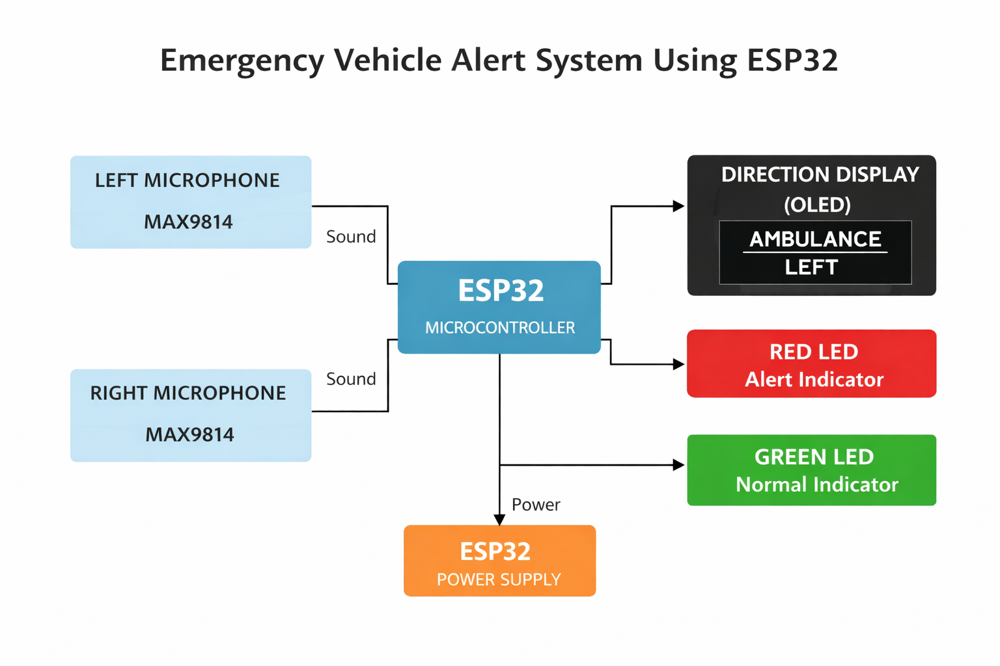 Emergency Vehicle Alert System Using ESP32
LEFT MICROPHONE
MAX9814
Sound
RIGHT MICROPHONE
MAX9814
Sound
ESP32
MICROCONTROLLER
DIRECTION DISPLAY
(OLED)
AMBULANCE
LEFT
RED LED
Alert Indicator
GREEN LED
Normal Indicator
Power
ESP32
POWER SUPPLY